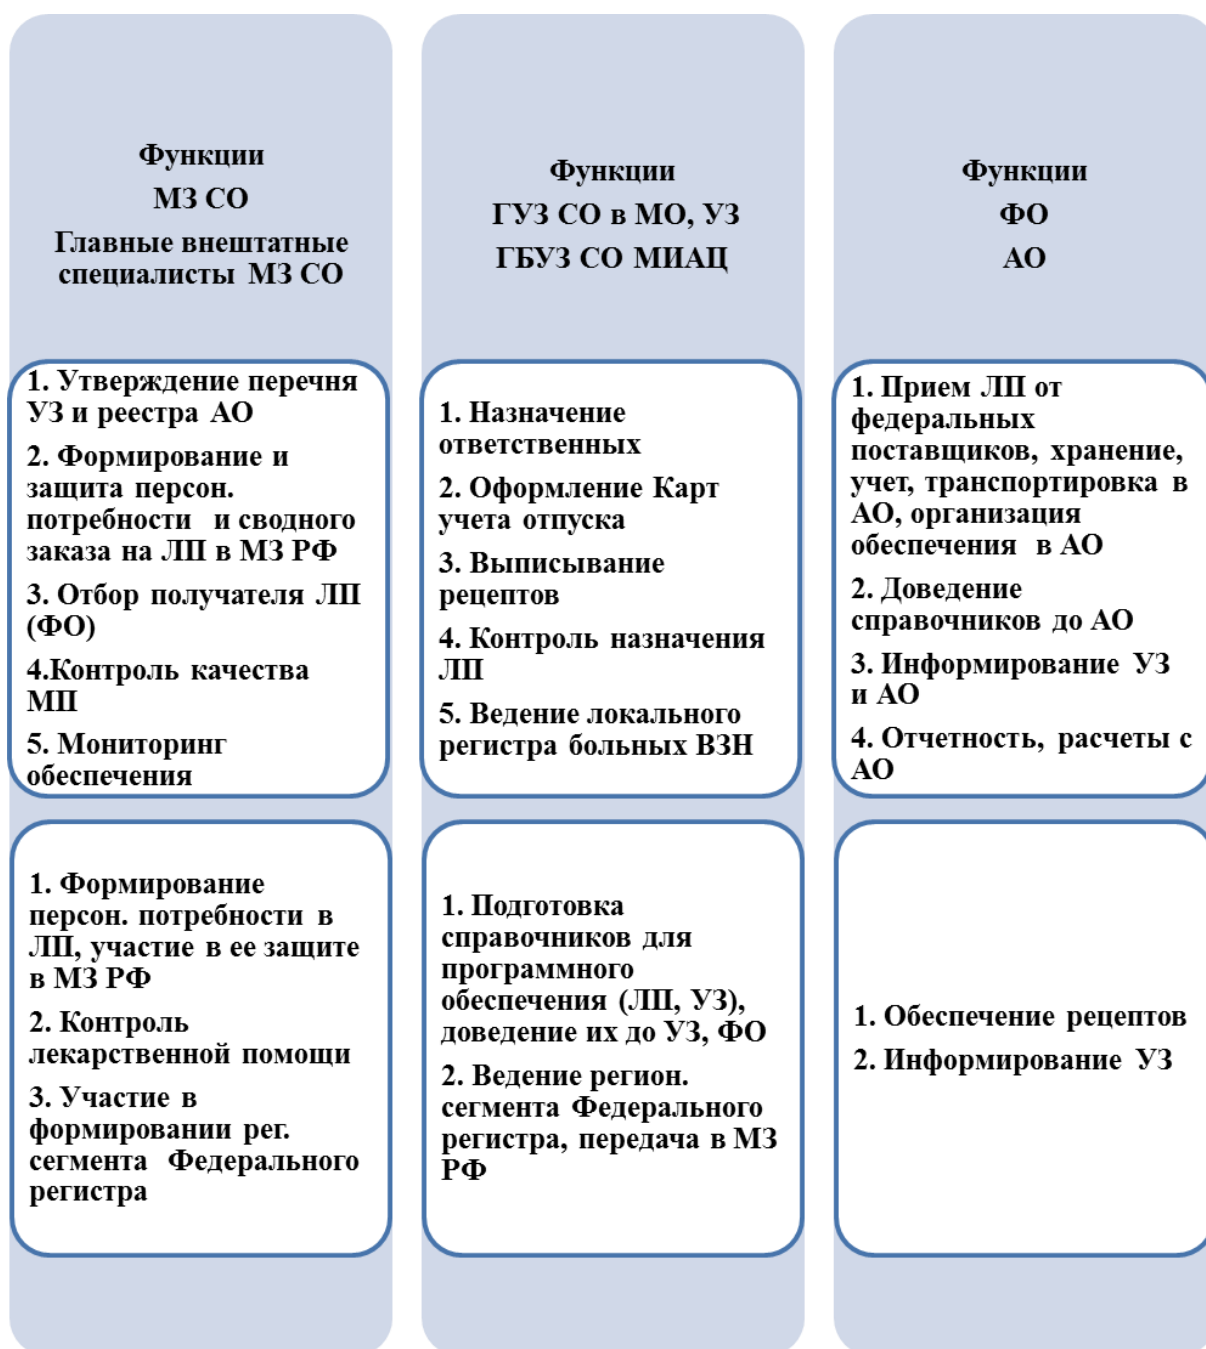 Функции
МЗ СО
Главные внештатные
специалисты МЗ СО
1. Утверждение перечня
УЗ и реестра АО
2. Формирование и
защита персон.
потребности и сводного
заказа на ЛП в МЗ РФ
3. Отбор получателя ЛП
(ФО)
4.Контроль качества
МП
5. Мониторинг
обеспечения
1. Формирование
персон. потребности в
ЛП, участие в ее защите
в МЗ РФ
2. Контроль
лекарственной помощи
3. Участие в
формировании рег.
сегмента Федерального
регистра
Функции
ГУЗ СО в МО, УЗ
ГБУЗ СО МИАЦ
1. Назначение
ответственных
2. Оформление Карт
учета отпуска
3. Выписывание
рецептов
4. Контроль назначения
ЛП
5. Ведение локального
регистра больных ВЗН
1. Подготовка
справочников для
программного
обеспечения (ЛП, УЗ),
доведение их до УЗ, ФО
2. Ведение регион.
сегмента Федерального
регистра, передача в МЗ
РФ
Функции
ФО
АО
1. Прием ЛП от
федеральных
поставщиков, хранение,
учет, транспортировка в
АО, организация
обеспечения в АО
2. Доведение
справочников до АО
3. Информирование УЗ
и АО
4. Отчетность, расчеты с
АО
1. Обеспечение рецептов
2. Информирование УЗ